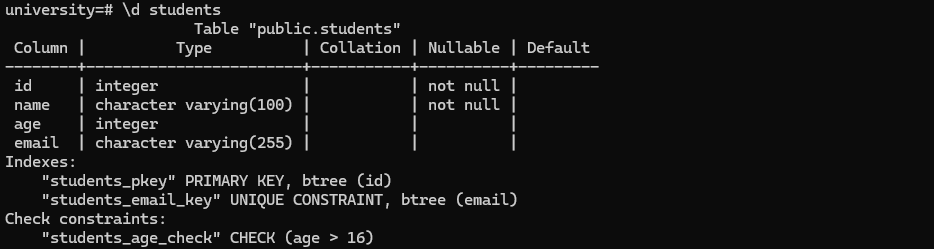 university=# \d students
                      Table "public.students"
 Column |          Type          | Collation | Nullable | Default
--------+------------------------+-----------+----------+---------
 id     | integer                |           | not null |
 name   | character varying(100) |           | not null |
 age    | integer                |           |          |
 email  | character varying(255) |           |          |
Indexes:
    "students_pkey" PRIMARY KEY, btree (id)
    "students_email_key" UNIQUE CONSTRAINT, btree (email)
Check constraints:
    "students_age_check" CHECK (age > 16)